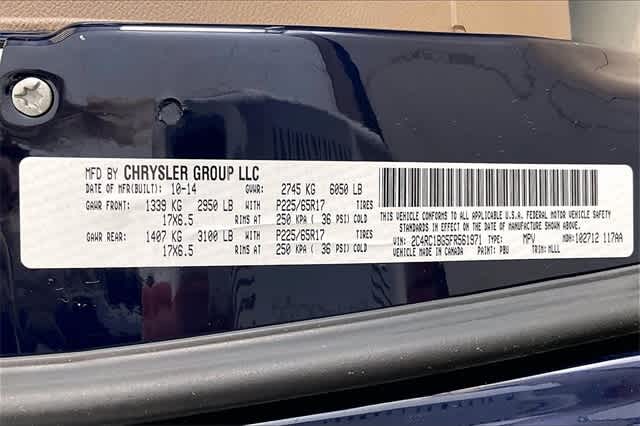 MFD BY CHRYSLER GROUP LLC
DATE OF MFR(BUILT): 10-14 GVWR: 2745 KG 6050 LB
GAWR FRONT: 1339 KG 2950 LB WITH P225/65R17 TIRES
17X6.5 RIMS AT 250 KPA ( 36 PSI) COLD
GAWR REAR: 1407 KG 3100 LB WITH P225/65R17 TIRES
17X6.5 RIMS AT 250 KPA ( 36 PSI) COLD
THIS VEHICLE CONFORMS TO ALL APPLICABLE U.S.A. FEDERAL MOTOR VEHICLE SAFETY
STANDARDS IN EFFECT ON THE DATE OF MANUFACTURE SHOWN ABOVE
VIN: 2C4RC1BG5FR561971 TYPE: MPV MDH: 102712 117AA
VEHICLE MADE IN CANADA PAINT: PBU TRIM: MLLL